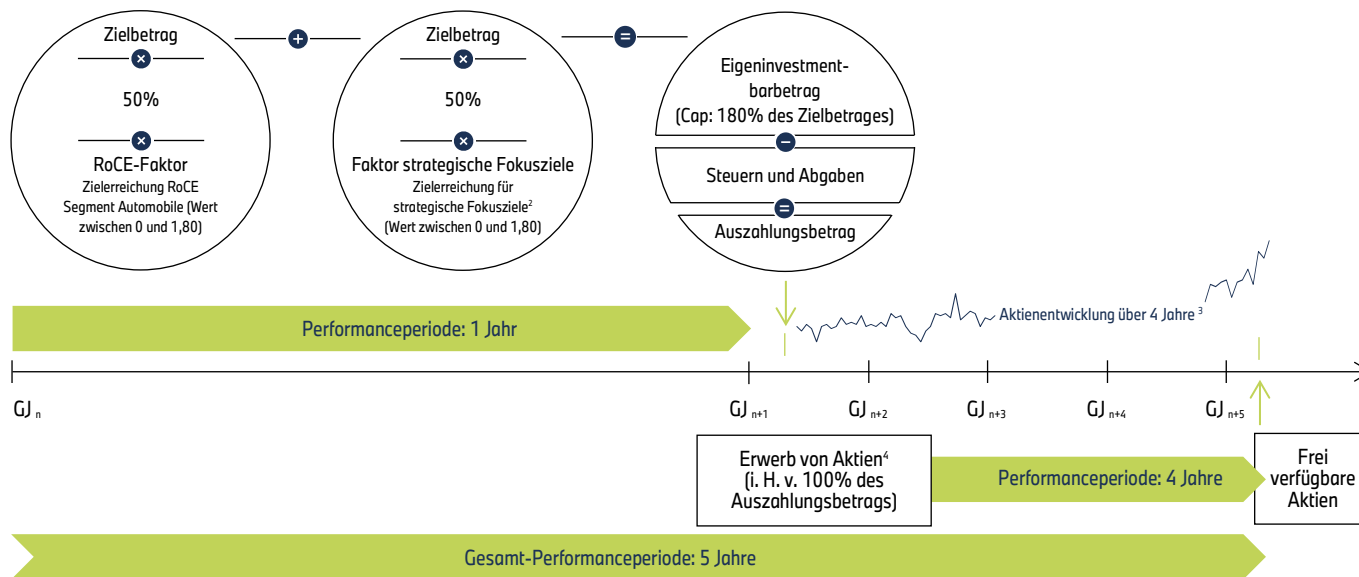 Zielbetrag
×
50%
×
RoCE-Faktor
Zielerreichung RoCE
Segment Automobile (Wert
zwischen 0 und 1,80)
+
Zielbetrag
×
50%
×
Faktor strategische Fokusziele
Zielerreichung für
strategische Fokusziele²
(Wert zwischen 0 und 1,80)
=
Eigeninvestment-
barbetrag
(Cap: 180% des Zielbetrages)
−
Steuern und Abgaben
=
Auszahlungsbetrag
Performanceperiode: 1 Jahr
Aktienentwicklung über 4 Jahre ³
GJ n
GJ n+1
GJ n+2
GJ n+3
GJ n+4
GJ n+5
Erwerb von Aktien⁴
(i. H. v. 100% des
Auszahlungsbetrags)
Performanceperiode: 4 Jahre
Frei
verfügbare
Aktien
Gesamt-Performanceperiode: 5 Jahre